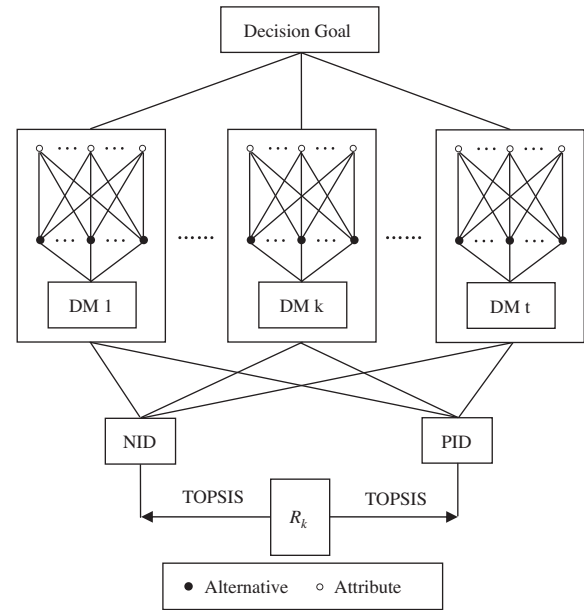 Decision Goal
... ... ... ... ... ...
...... ......
... ... ... ... ... ...
DM 1 DM k DM t
NID PID
TOPSIS TOPSIS
R_k
Alternative Attribute